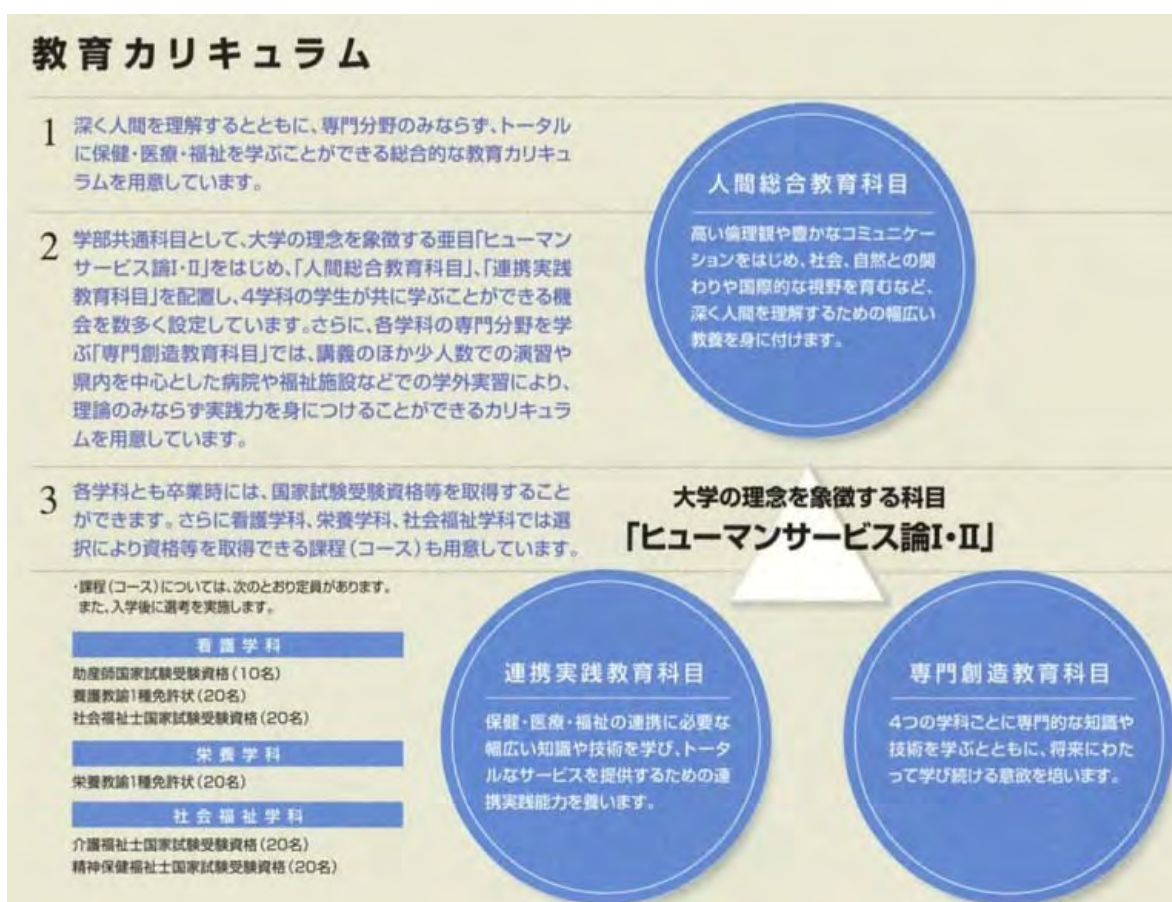 教育カリキュラム
1 深く人間を理解するとともに、専門分野のみならず、トータル
に保健・医療・福祉を学ぶことができる総合的な教育カリキュ
ラムを用意しています。
2 学部共通科目として、大学の理念を象徴する亜目「ヒューマン
サービス論I・II」をはじめ、「人間総合教育科目」、「連携実践
教育科目」を配置し、4学科の学生が共に学ぶことができる機
会を数多く設定しています。さらに、各学科の専門分野を学
ぶ「専門創造教育科目」では、講義のほか少人数での演習や
県内を中心とした病院や福祉施設などでの学外実習により、
理論のみならず実践力を身につけることができるカリキュラ
ムを用意しています。
3 各学科とも卒業時には、国家試験受験資格等を取得すること
ができます。さらに看護学科、栄養学科、社会福祉学科では選
択により資格等を取得できる課程(コース)も用意しています。
・課程(コース)については、次のとおり定員があります。
また、入学後に選考を実施します。
看護学科
助産師国家試験受験資格(10名)
養護教諭1種免許状(20名)
社会福祉士国家試験受験資格(20名)
栄養学科
栄養教諭1種免許状(20名)
社会福祉学科
介護福祉士国家試験受験資格(20名)
精神保健福祉士国家試験受験資格(20名)
人間総合教育科目
高い倫理観や豊かなコミュニケー
ションをはじめ、社会、自然との関
わりや国際的な視野を育むなど、
深く人間を理解するための幅広い
教養を身に付けます。
大学の理念を象徴する科目
「ヒューマンサービス論I・II」
連携実践教育科目
保健・医療・福祉の連携に必要な
幅広い知識や技術を学び、トータ
ルなサービスを提供するための連
携実践能力を養います。
専門創造教育科目
4つの学科ごとに専門的な知識や
技術を学ぶとともに、将来にわた
って学び続ける意欲を培います。